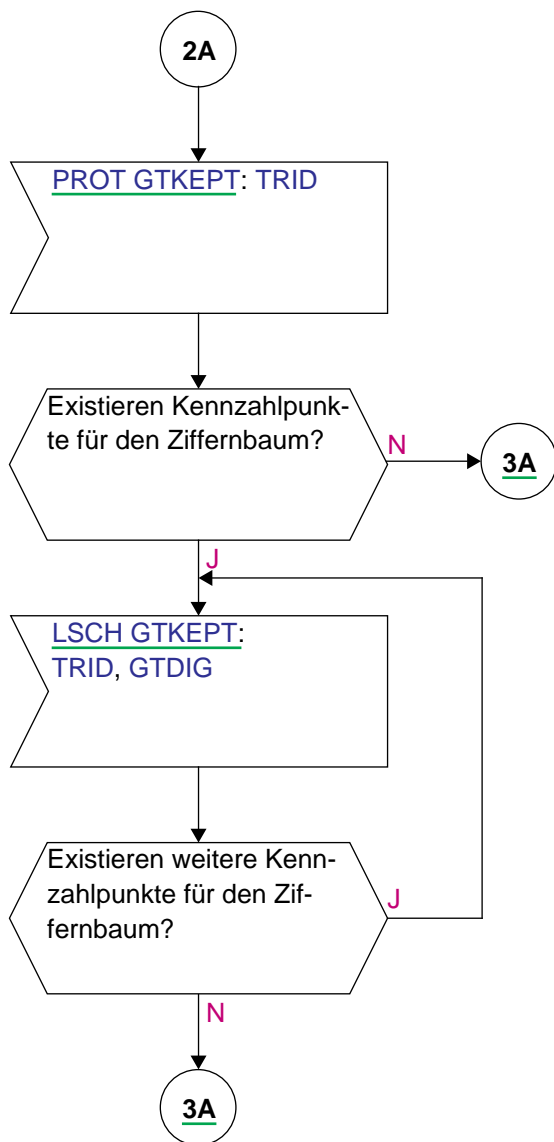 2A
PROT GTKEPT: TRID
Existieren Kennzahlpunk-
te für den Ziffernbaum?
N
3A
J
LSCH GTKEPT:
TRID, GTDIG
Existieren weitere Kenn-
zahlpunkte für den Zif-
fernbaum?
J
N
3A